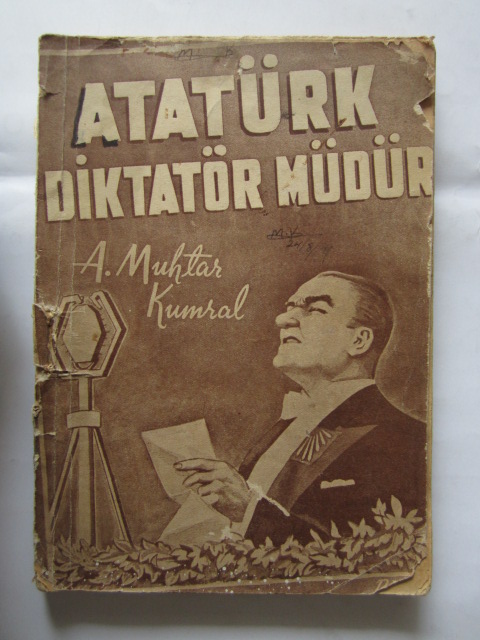 ATATÜRK
DİKTATÖR MÜDÜR
A. Muhtar
Kumral